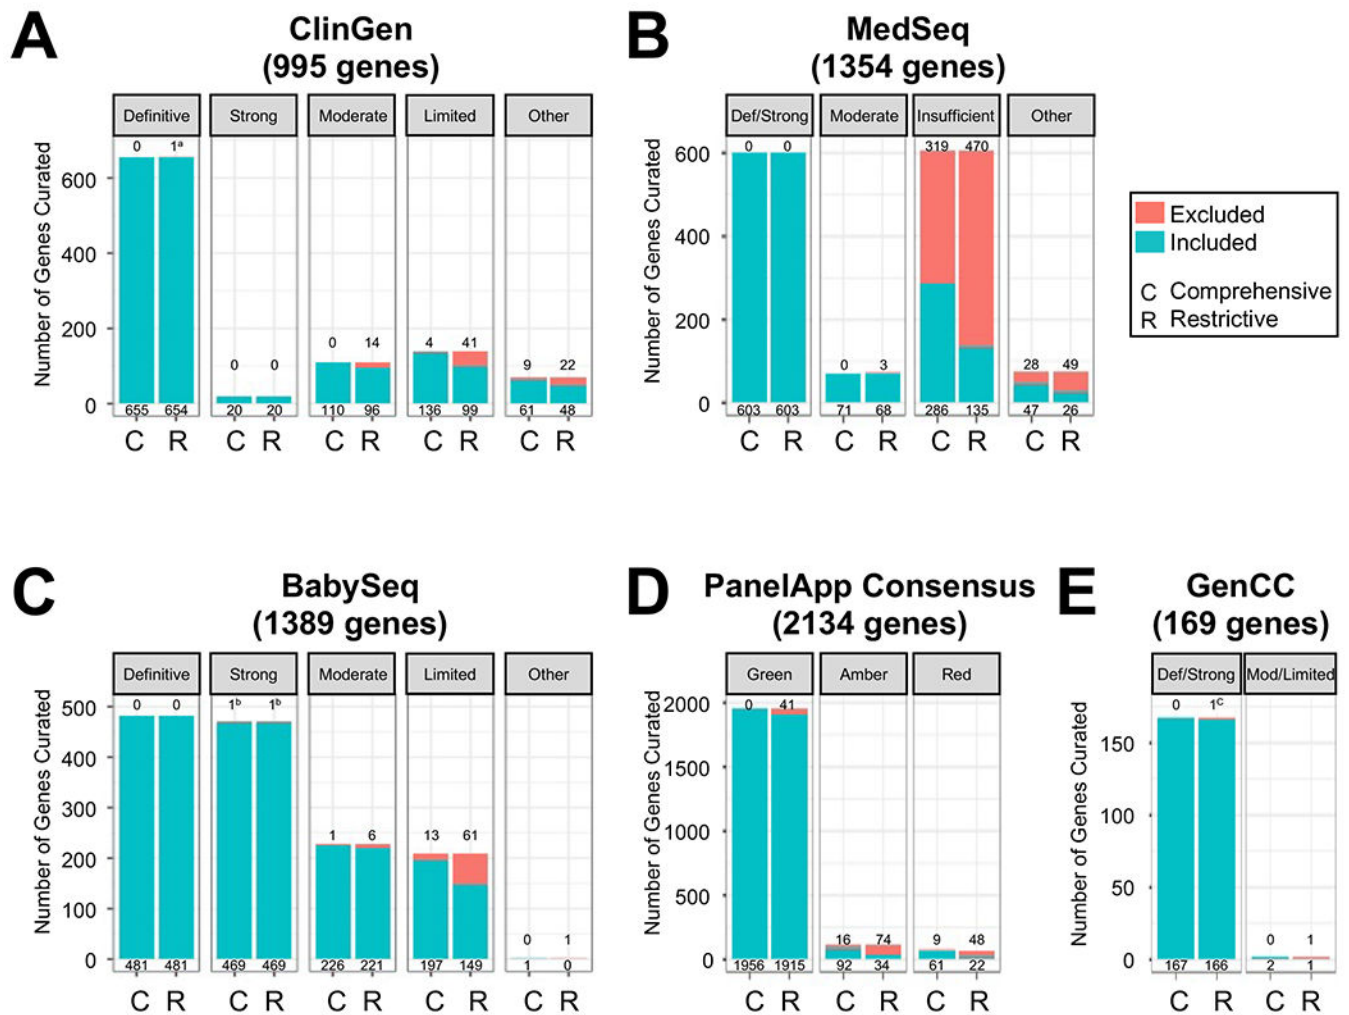 A
ClinGen
(995 genes)
Number of Genes Curated
Definitive Strong Moderate Limited Other
600
400
200
0
0 1ᵃ 0 0 0 14 4 41 9 22
655 654 20 20 110 96 136 99 61 48
C R C R C R C R C R
B
MedSeq
(1354 genes)
Number of Genes Curated
Def/Strong Moderate Insufficient Other
600
400
200
0
0 0 0 3 319 470 28 49
603 603 71 68 286 135 47 26
C R C R C R C R
Excluded
Included
C Comprehensive
R Restrictive
C
BabySeq
(1389 genes)
Number of Genes Curated
Definitive Strong Moderate Limited Other
500
400
300
200
100
0
0 0 1ᵇ 1ᵇ 1 6 13 61 0 1
481 481 469 469 226 221 197 149 1 0
C R C R C R C R C R
D
PanelApp Consensus
(2134 genes)
Number of Genes Curated
Green Amber Red
2000
1500
1000
500
0
0 41 16 74 9 48
1956 1915 92 34 61 22
C R C R C R
E
GenCC
(169 genes)
Number of Genes Curated
Def/Strong Mod/Limited
150
100
50
0
0 1ᶜ 0 1
167 166 2 1
C R C R